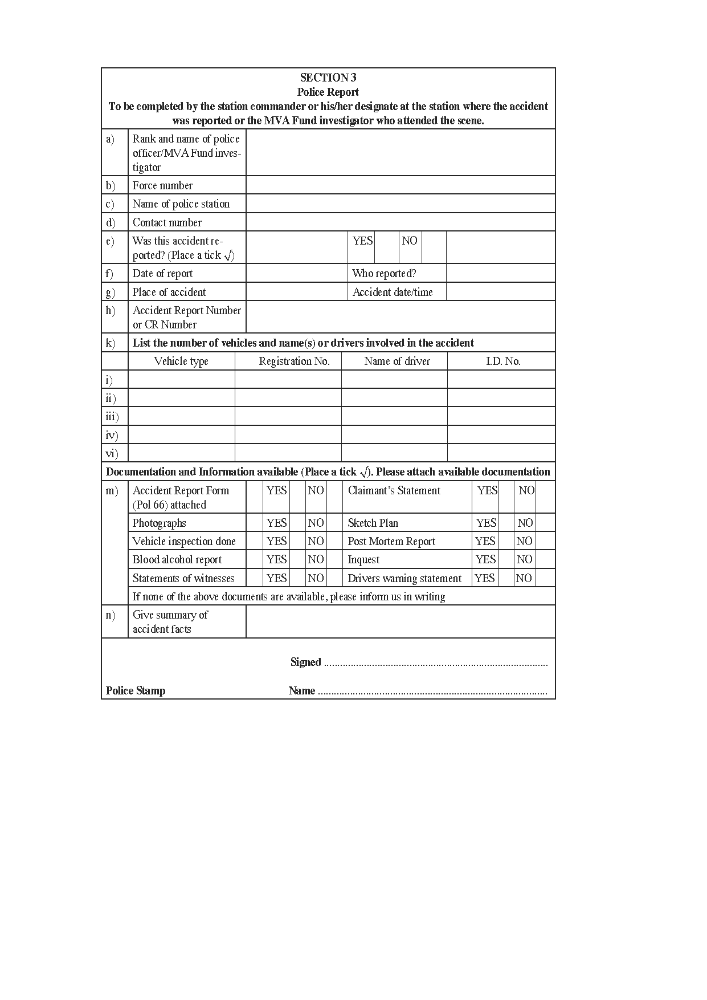 SECTION 3
Police Report
To be completed by the station commander or his/her designate at the station where the accident
was reported or the MVA Fund investigator who attended the scene.
a) Rank and name of police
officer/MVA Fund inves-
tigator
b) Force number
c) Name of police station
d) Contact number
e) Was this accident re- YES NO
ported? (Place a tick √)
f) Date of report Who reported?
g) Place of accident Accident date/time
h) Accident Report Number
or CR Number
k) List the number of vehicles and name(s) or drivers involved in the accident
Vehicle type Registration No. Name of driver I.D. No.
i)
ii)
iii)
iv)
vi)
Documentation and Information available (Place a tick √). Please attach available documentation
m) Accident Report Form YES NO Claimant’s Statement YES NO
(Pol 66) attached
Photographs YES NO Sketch Plan YES NO
Vehicle inspection done YES NO Post Mortem Report YES NO
Blood alcohol report YES NO Inquest YES NO
Statements of witnesses YES NO Drivers warning statement YES NO
If none of the above documents are available, please inform us in writing
n) Give summary of
accident facts
Signed ....................................................................................
Police Stamp Name ......................................................................................